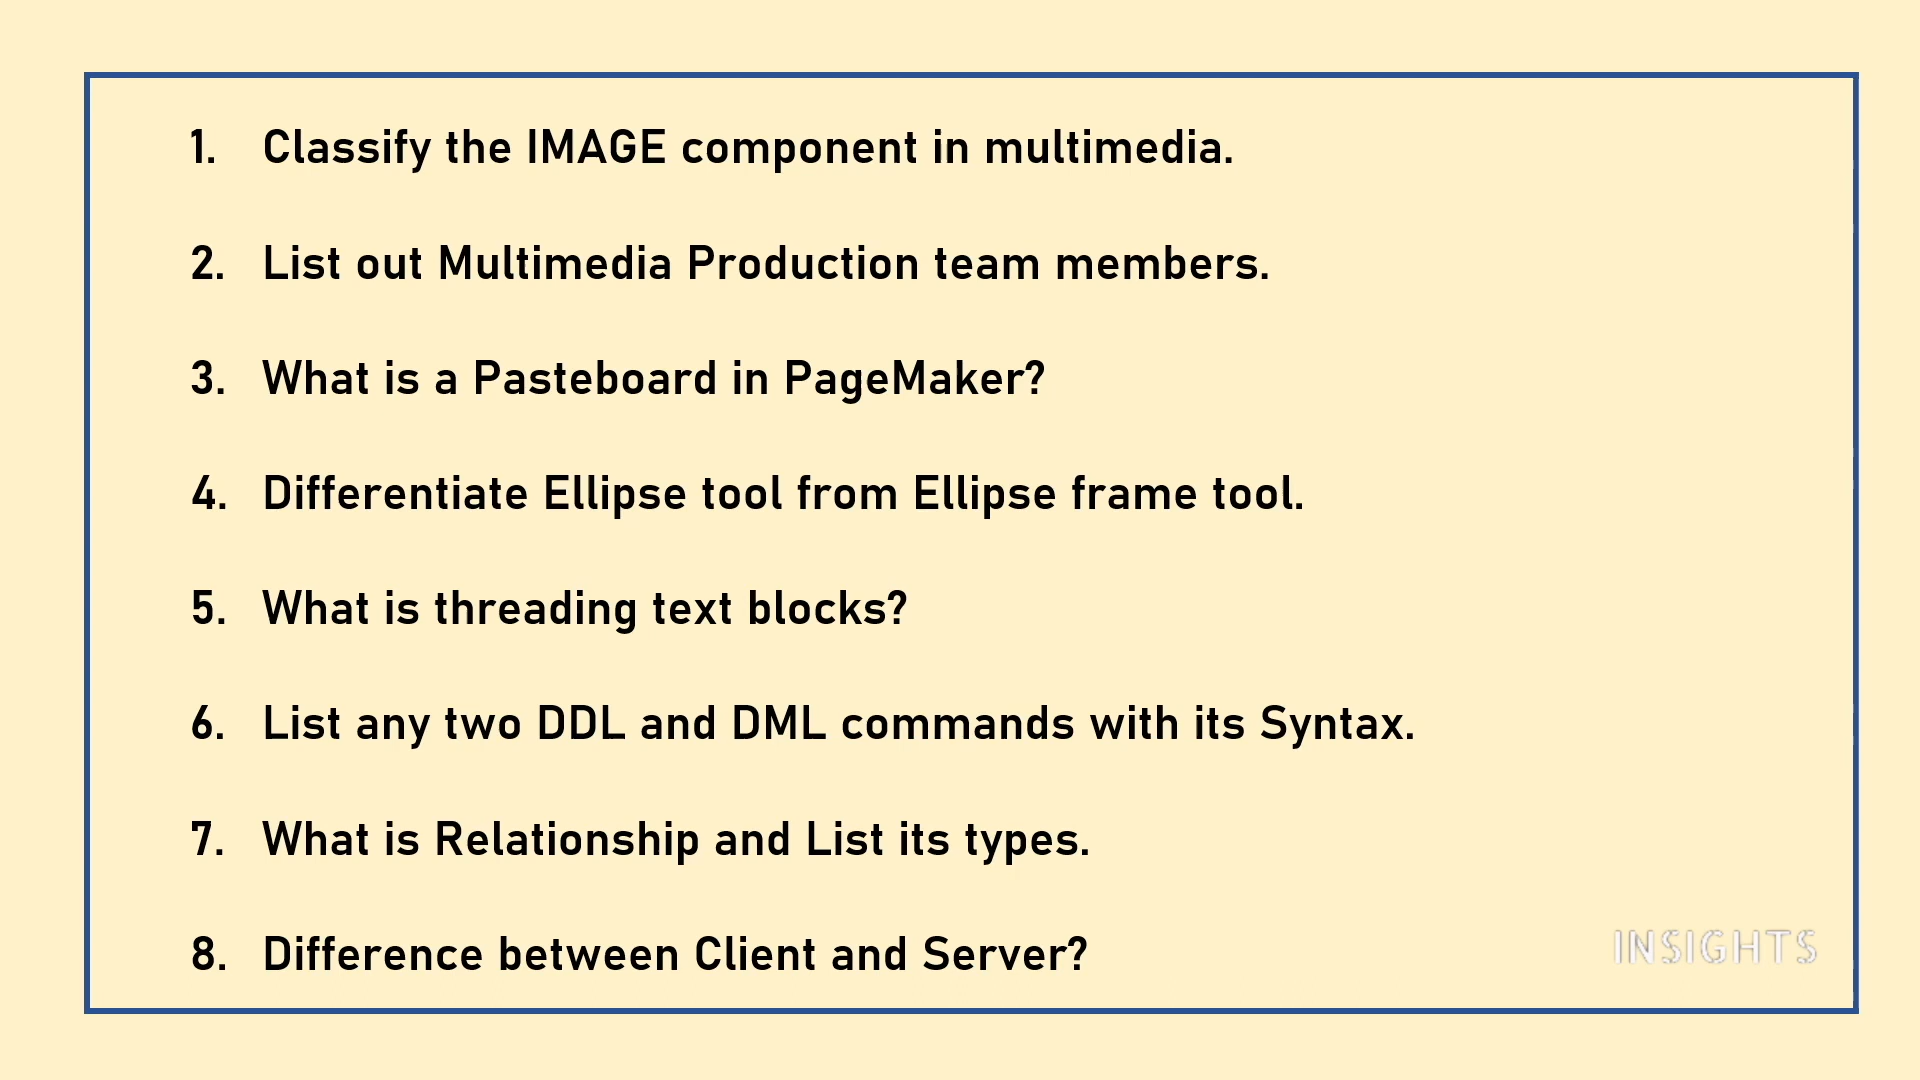 1. Classify the IMAGE component in multimedia.
2. List out Multimedia Production team members.
3. What is a Pasteboard in PageMaker?
4. Differentiate Ellipse tool from Ellipse frame tool.
5. What is threading text blocks?
6. List any two DDL and DML commands with its Syntax.
7. What is Relationship and List its types.
8. Difference between Client and Server?
INSIGHTS